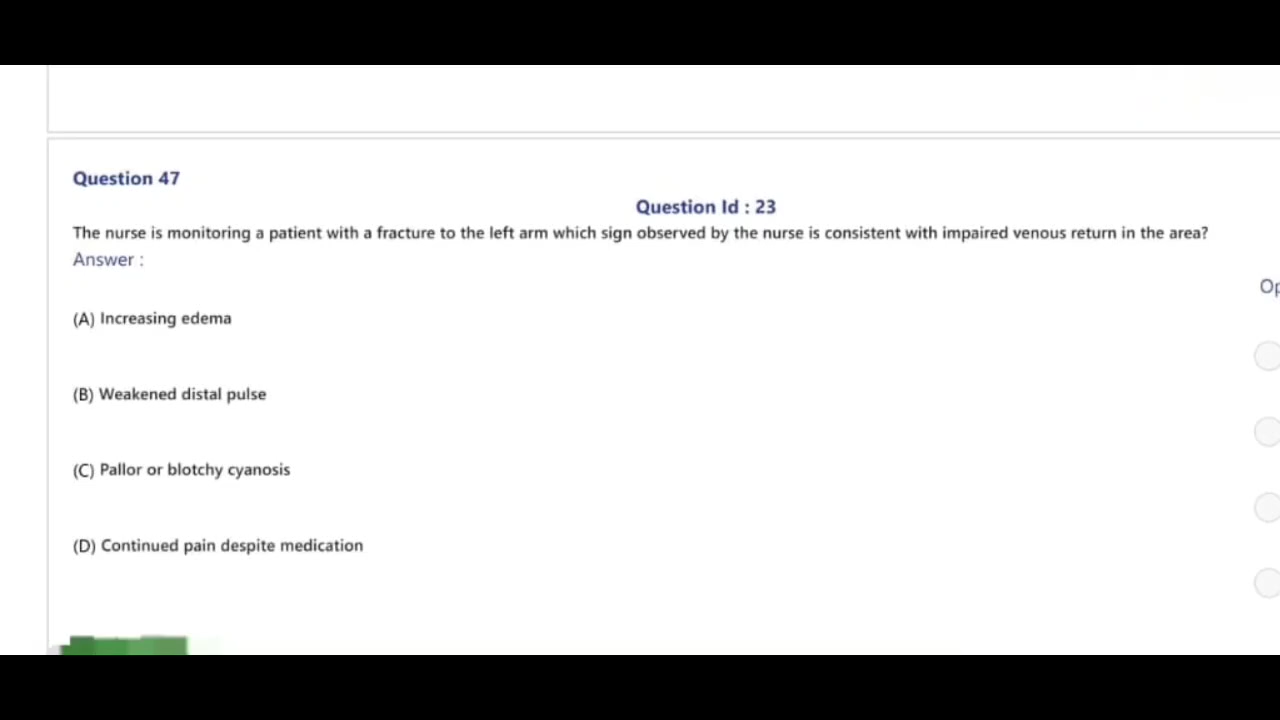 Question 47
Question Id : 23
The nurse is monitoring a patient with a fracture to the left arm which sign observed by the nurse is consistent with impaired venous return in the area?
Answer :
Op
(A) Increasing edema
(B) Weakened distal pulse
(C) Pallor or blotchy cyanosis
(D) Continued pain despite medication